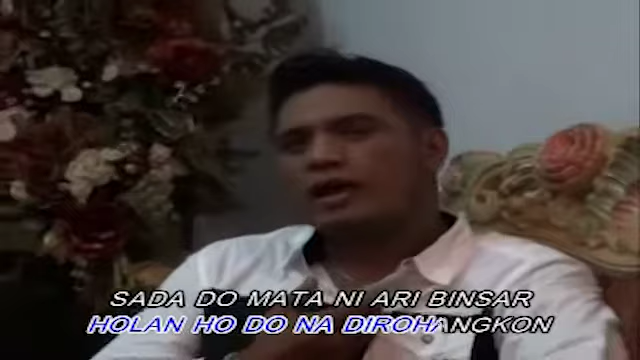 SADA DO MATA NI ARI BINSAR
HOLAN HO DO NA DIROHANGKON